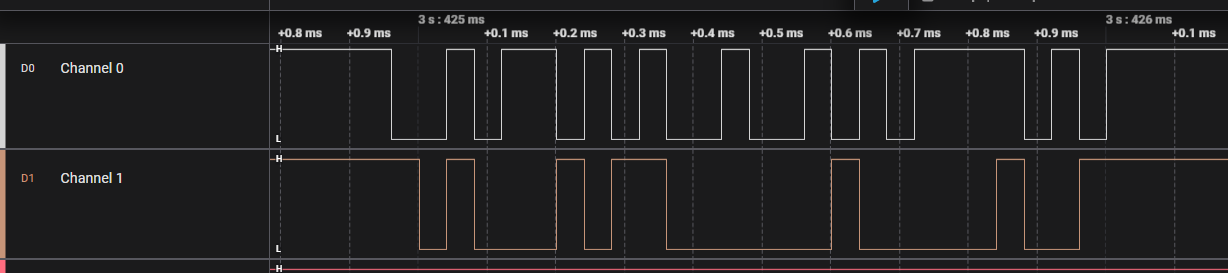 3 s : 425 ms 3 s : 426 ms
+0.8 ms +0.9 ms +0.1 ms +0.2 ms +0.3 ms +0.4 ms +0.5 ms +0.6 ms +0.7 ms +0.8 ms +0.9 ms +0.1 ms
H
D0 Channel 0
L
H
D1 Channel 1
L
H